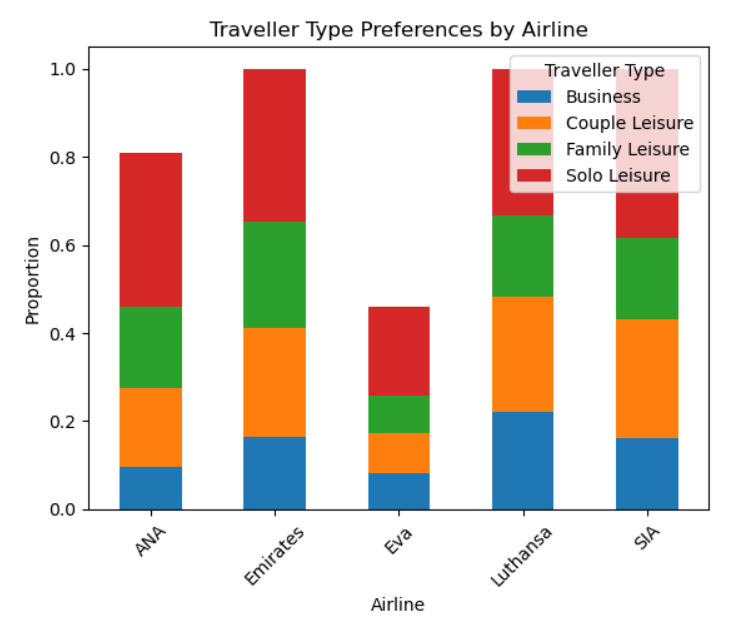 Traveller Type Preferences by Airline
Traveller Type
Business
Couple Leisure
Family Leisure
Solo Leisure
Proportion
1.0
0.8
0.6
0.4
0.2
0.0
ANA
Emirates
Eva
Luthansa
SIA
Airline